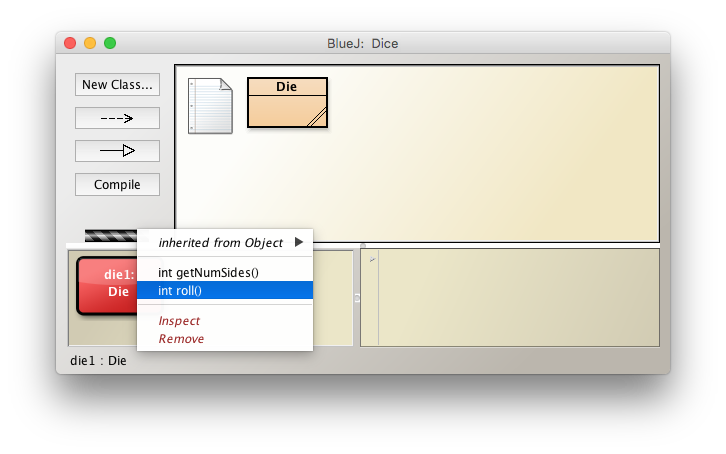 BlueJ: Dice
New Class...
Die
Compile
inherited from Object
int getNumSides()
int roll()
Inspect
Remove
die1:
Die
die1 : Die